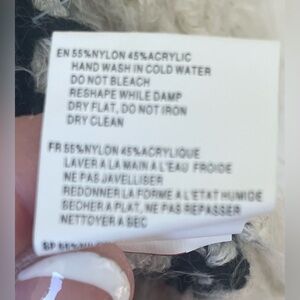 EN 55%NYLON 45%ACRYLIC
HAND WASH IN COLD WATER
DO NOT BLEACH
RESHAPE WHILE DAMP
DRY FLAT, DO NOT IRON
DRY CLEAN
FR 55%NYLON 45%ACRYLIQUE
LAVER A LA MAIN A L'EAU FROIDE
NE PAS JAVELLISER
REDONNER LA FORME A L'ETAT HUMIDE
SECHER A PLAT, NE PAS REPASSER
NETTOYER A SEC